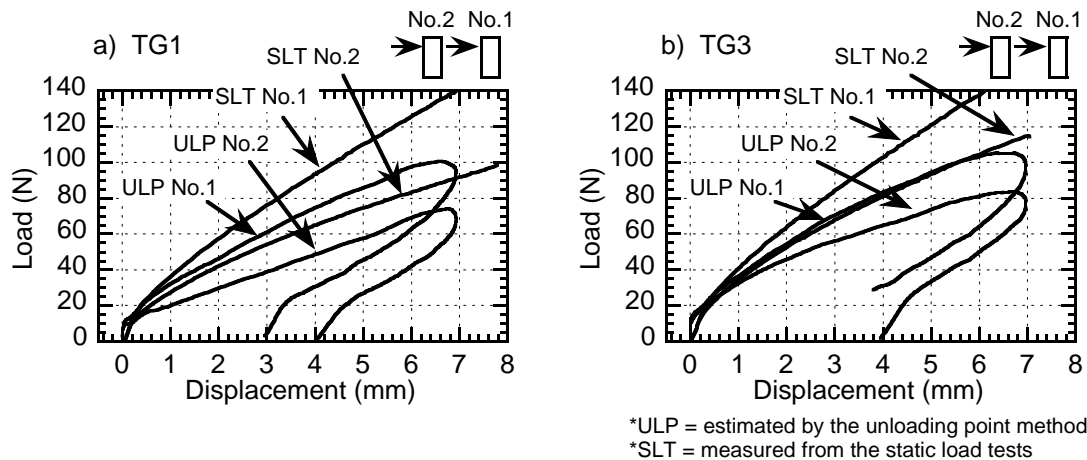 a) TG1
No.2 No.1
SLT No.2
SLT No.1
ULP No.2
ULP No.1
Load (N)
140
120
100
80
60
40
20
0
0 1 2 3 4 5 6 7 8
Displacement (mm)
b) TG3
No.2 No.1
SLT No.2
SLT No.1
ULP No.2
ULP No.1
Load (N)
140
120
100
80
60
40
20
0
0 1 2 3 4 5 6 7 8
Displacement (mm)
*ULP = estimated by the unloading point method
*SLT = measured from the static load tests